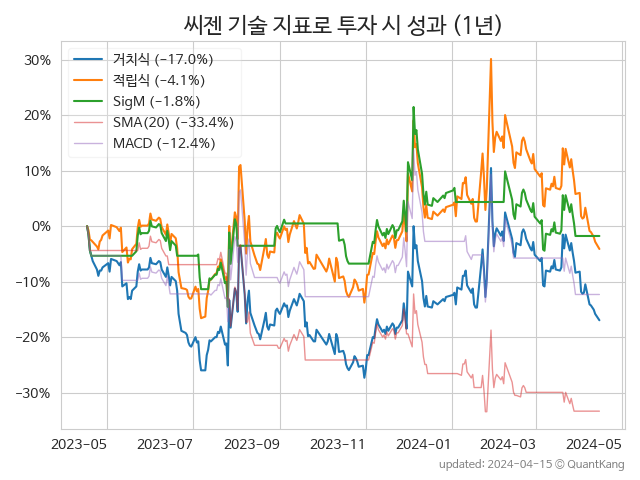 씨젠 기술 지표로 투자 시 성과 (1년)
거치식 (−17.0%)
적립식 (−4.1%)
SigM (−1.8%)
SMA(20) (−33.4%)
MACD (−12.4%)
30%
20%
10%
0%
−10%
−20%
−30%
2023-05 2023-07 2023-09 2023-11 2024-01 2024-03 2024-05
updated: 2024-04-15 © QuantKang